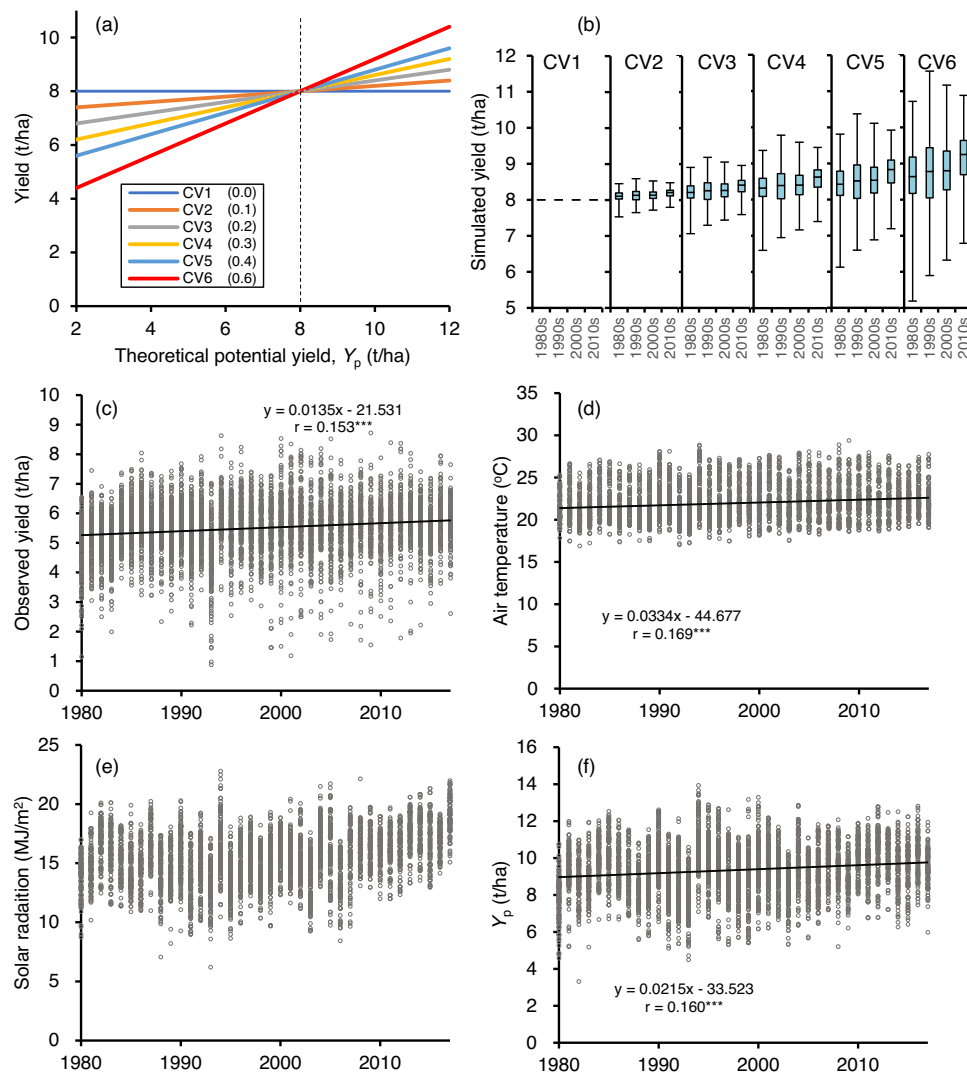 (a)
Yield (t/ha)
10
8
6
4
2
0
CV1 (0.0)
CV2 (0.1)
CV3 (0.2)
CV4 (0.3)
CV5 (0.4)
CV6 (0.6)
2 4 6 8 10 12
Theoretical potential yield, Yp (t/ha)
(b)
Simulated yield (t/ha)
12
11
10
9
8
7
6
5
CV1 CV2 CV3 CV4 CV5 CV6
1980s 1990s 2000s 2010s 1980s 1990s 2000s 2010s 1980s 1990s 2000s 2010s 1980s 1990s 2000s 2010s 1980s 1990s 2000s 2010s 1980s 1990s 2000s 2010s
(c)
y = 0.0135x - 21.531
r = 0.153***
Observed yield (t/ha)
10
9
8
7
6
5
4
3
2
1
0
1980 1990 2000 2010
(d)
Air temperature (ºC)
35
30
25
20
15
10
5
0
y = 0.0334x - 44.677
r = 0.169***
1980 1990 2000 2010
(e)
Solar radition (MJ/m²)
25
20
15
10
5
0
1980 1990 2000 2010
(f)
Yp (t/ha)
16
14
12
10
8
6
4
2
0
y = 0.0215x - 33.523
r = 0.160***
1980 1990 2000 2010